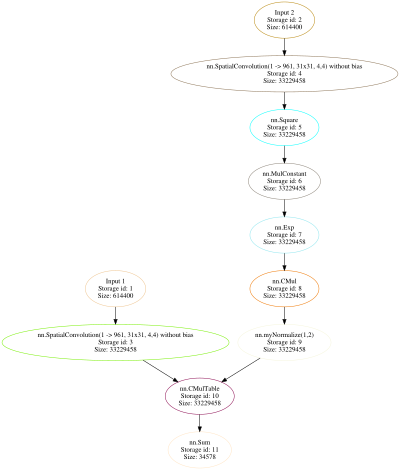 Input 2
Storage id: 2
Size: 614400
nn.SpatialConvolution(1 -> 961, 31x31, 4,4) without bias
Storage id: 4
Size: 33229458
nn.Square
Storage id: 5
Size: 33229458
nn.MulConstant
Storage id: 6
Size: 33229458
nn.Exp
Storage id: 7
Size: 33229458
Input 1
Storage id: 1
Size: 614400
nn.CMul
Storage id: 8
Size: 33229458
nn.SpatialConvolution(1 -> 961, 31x31, 4,4) without bias
Storage id: 3
Size: 33229458
nn.myNormalize(1,2)
Storage id: 9
Size: 33229458
nn.CMulTable
Storage id: 10
Size: 33229458
nn.Sum
Storage id: 11
Size: 34578